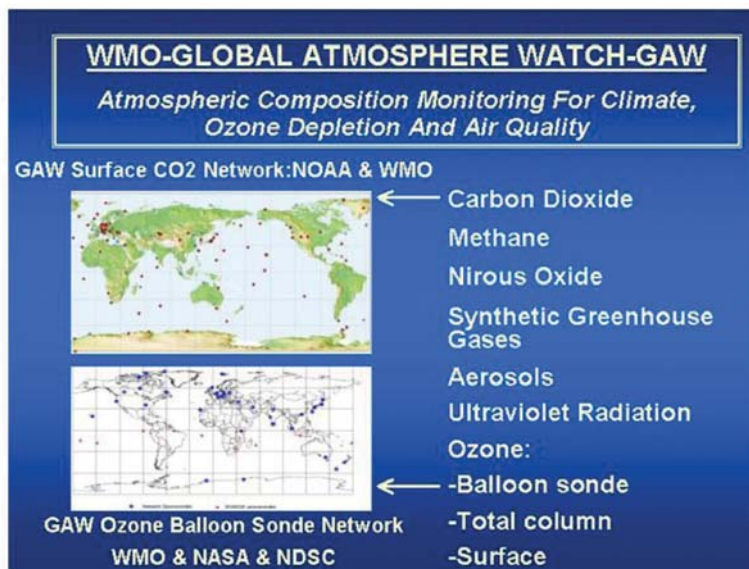 WMO-GLOBAL ATMOSPHERE WATCH-GAW
Atmospheric Composition Monitoring For Climate,
Ozone Depletion And Air Quality
GAW Surface CO2 Network:NOAA & WMO
Carbon Dioxide
Methane
Nirous Oxide
Synthetic Greenhouse
Gases
Aerosols
Ultraviolet Radiation
Ozone:
-Balloon sonde
-Total column
-Surface
GAW Ozone Balloon Sonde Network
WMO & NASA & NDSC